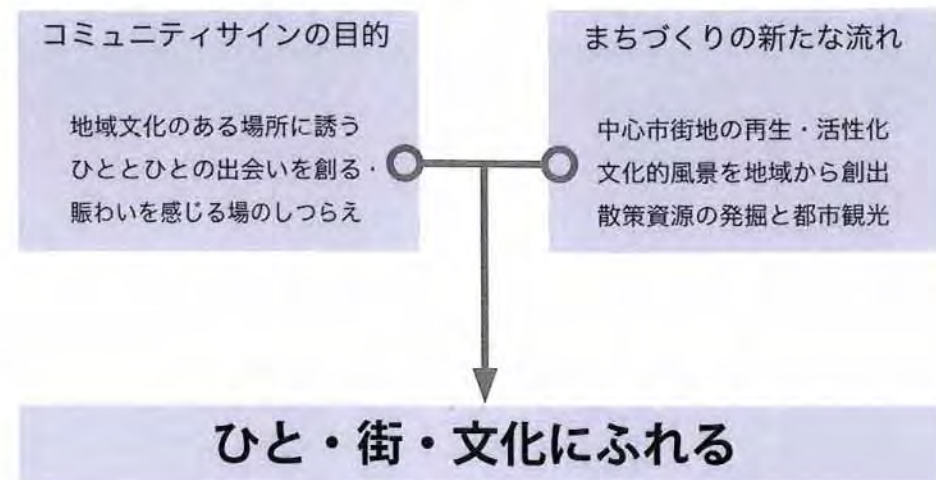 コミュニティサインの目的
地域文化のある場所に誘う
ひととひとの出会いを創る・
賑わいを感じる場のしつらえ
まちづくりの新たな流れ
中心市街地の再生・活性化
文化的風景を地域から創出
散策資源の発掘と都市観光
ひと・街・文化にふれる